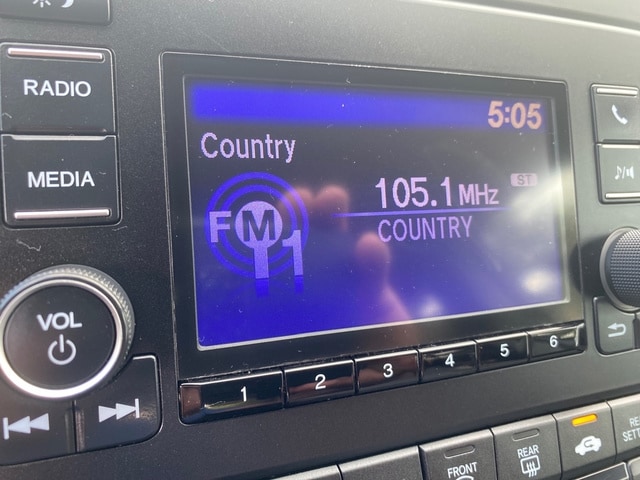 RADIO
MEDIA
VOL
5:05
Country
105.1 MHz
ST
FM1
COUNTRY
1 2 3 4 5 6
FRONT
REAR